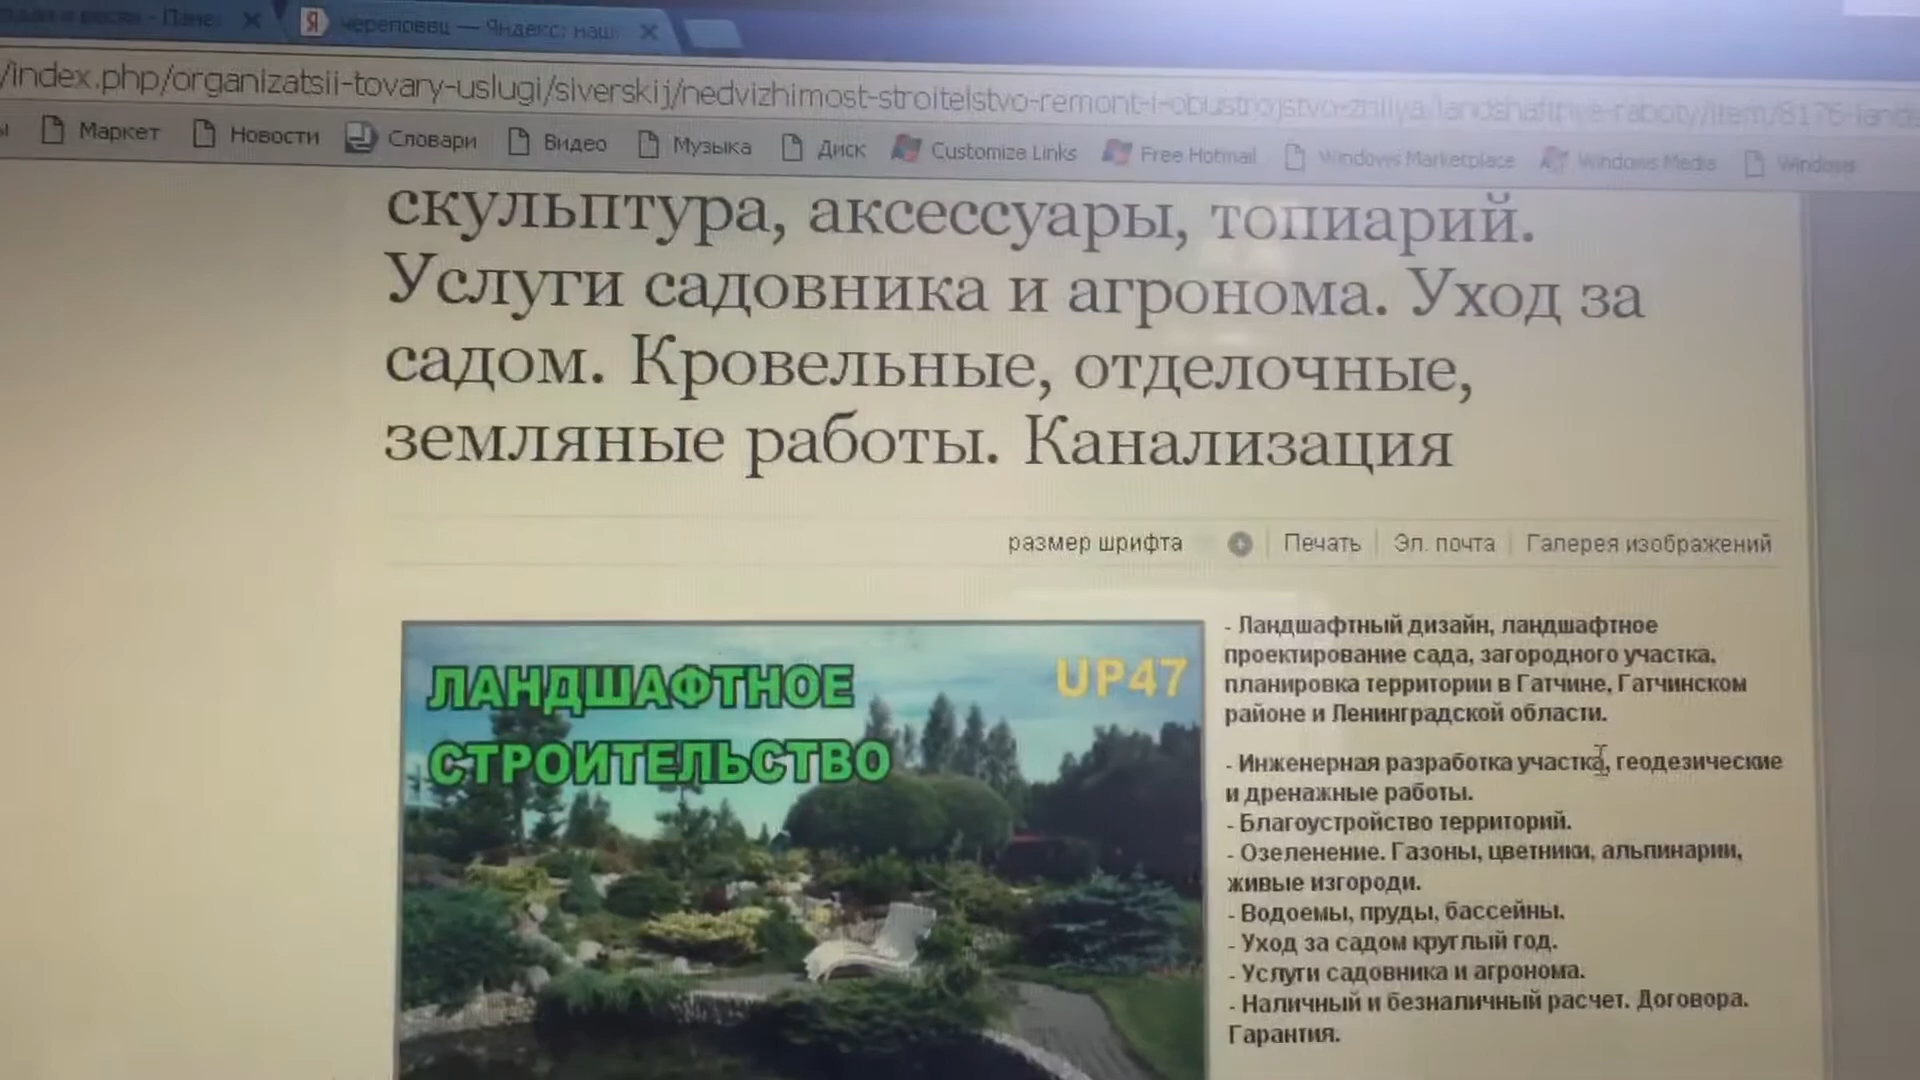 череповец — Яндекс: наш
/index.php/organizatsii-tovary-uslugi/siverskij/nedvizhimost-stroitelstvo-remont-i-obustrojstvo-zhilya/landshaftnye-raboty/item/8176-lands
Маркет Новости Словари Видео Музыка Диск Customize Links Free Hotmail Windows Marketplace Windows Media Windows
скульптура, аксессуары, топиарий.
Услуги садовника и агронома. Уход за
садом. Кровельные, отделочные,
земляные работы. Канализация
размер шрифта Печать Эл. почта Галерея изображений
ЛАНДШАФТНОЕ
СТРОИТЕЛЬСТВО
UP47
- Ландшафтный дизайн, ландшафтное
проектирование сада, загородного участка,
планировка территории в Гатчине, Гатчинском
районе и Ленинградской области.
- Инженерная разработка участка, геодезические
и дренажные работы.
- Благоустройство территорий.
- Озеленение. Газоны, цветники, альпинарии,
живые изгороди.
- Водоемы, пруды, бассейны.
- Уход за садом круглый год.
- Услуги садовника и агронома.
- Наличный и безналичный расчет. Договора.
Гарантия.